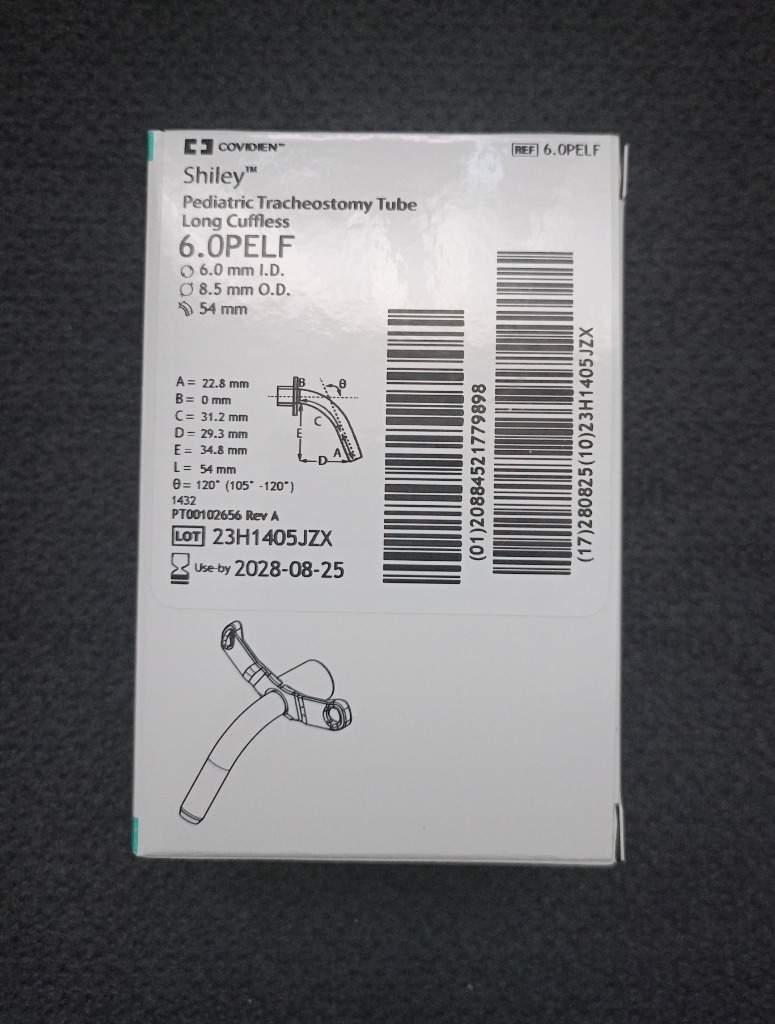 COVIDIEN™
REF 6.0PELF
Shiley™
Pediatric Tracheostomy Tube
Long Cuffless
6.0PELF
6.0 mm I.D.
8.5 mm O.D.
54 mm
A = 22.8 mm
B = 0 mm
C = 31.2 mm
D = 29.3 mm
E = 34.8 mm
L = 54 mm
θ = 120° (105° -120°)
B
θ
C
E
A
D
1432
PT00102656 Rev A
LOT 23H1405JZX
Use-by 2028-08-25
(01)20884521779898
(17)280825(10)23H1405JZX